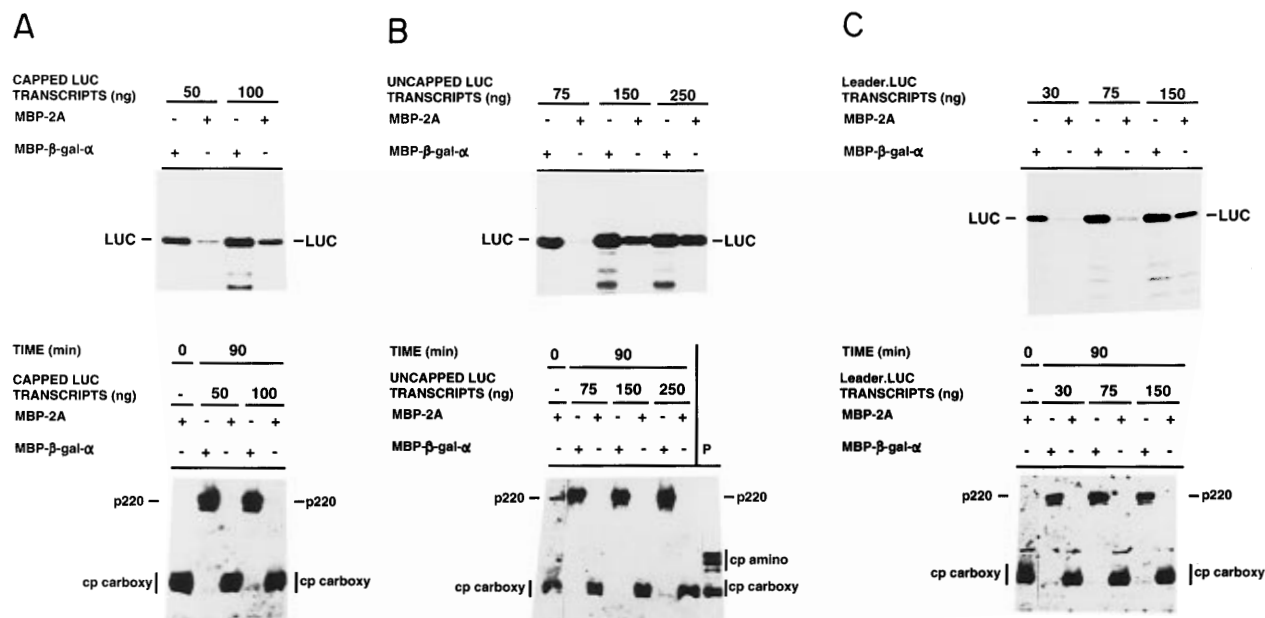 A
CAPPED LUC
TRANSCRIPTS (ng) 50 100
MBP-2A - + - +
MBP-β-gal-α + - + -
LUC – –LUC
TIME (min) 0 90
CAPPED LUC
TRANSCRIPTS (ng) - 50 100
MBP-2A + - + - +
MBP-β-gal-α - + - + -
p220 – –p220
cp carboxy| |cp carboxy
B
UNCAPPED LUC
TRANSCRIPTS (ng) 75 150 250
MBP-2A - + - + - +
MBP-β-gal-α + - + - + -
LUC – –LUC
TIME (min) 0 90
UNCAPPED LUC
TRANSCRIPTS (ng) - 75 150 250
MBP-2A + - + - + - +
MBP-β-gal-α - + - + - + - P
p220 – –p220
|cp amino
cp carboxy| |cp carboxy
C
Leader.LUC
TRANSCRIPTS (ng) 30 75 150
MBP-2A - + - + - +
MBP-β-gal-α + - + - + -
LUC – –LUC
TIME (min) 0 90
Leader.LUC
TRANSCRIPTS (ng) - 30 75 150
MBP-2A + - + - + - +
MBP-β-gal-α - + - + - + -
p220 – –p220
cp carboxy| |cp carboxy